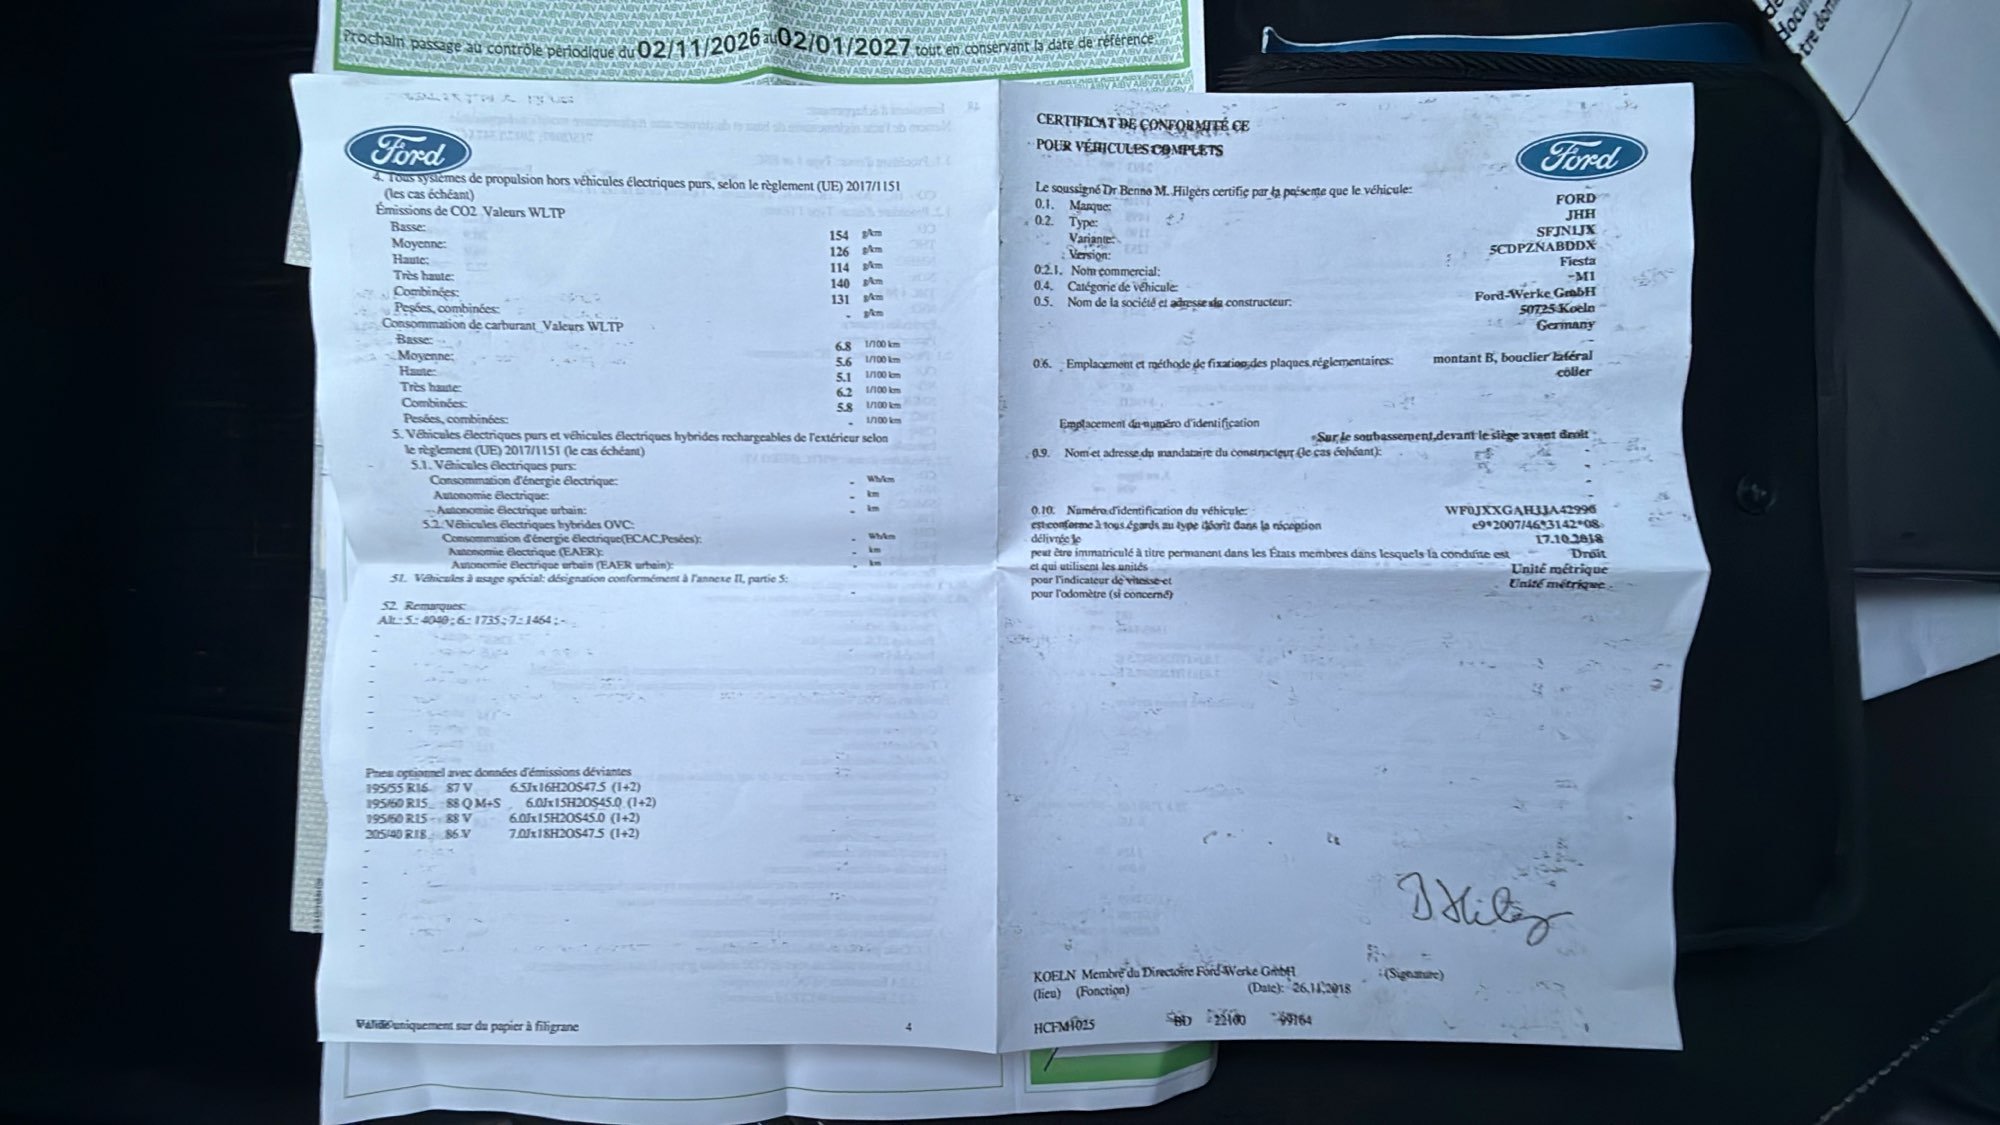 Prochain passage au contrôle périodique du 02/11/2026 au 02/01/2027 tout en conservant la date de référence.
Ford
4. Tous systèmes de propulsion hors véhicules électriques purs, selon le règlement (UE) 2017/1151
(les cas échéant)
Émissions de CO2 Valeurs WLTP
Basse: 154 g/km
Moyenne: 126 g/km
Haute: 114 g/km
Très haute: 140 g/km
Combinées: 131 g/km
Pesées, combinées: - g/km
Consommation de carburant Valeurs WLTP
Basse: 6.8 l/100 km
Moyenne: 5.6 l/100 km
Haute: 5.1 l/100 km
Très haute: 6.2 l/100 km
Combinées: 5.8 l/100 km
Pesées, combinées: - l/100 km
5. Véhicules électriques purs et véhicules électriques hybrides rechargeables de l'extérieur selon
le règlement (UE) 2017/1151 (le cas échéant)
5.1. Véhicules électriques purs:
Consommation d'énergie électrique: - Wh/km
Autonomie électrique: - km
Autonomie électrique urbain: - km
5.2. Véhicules électriques hybrides OVC:
Consommation d'énergie électrique(ECAC,Pesées): - Wh/km
Autonomie électrique (EAER): - km
Autonomie électrique urbain (EAER urbain): - km
51. Véhicules à usage spécial: désignation conformément à l'annexe II, partie 5: -
52. Remarques:
Alt.: 5.: 4040 ; 6.: 1735 ; 7.: 1464 ; -
Pneu optionnel avec données d'émissions déviantes
195/55 R16 87 V 6.5Jx16H2OS47.5 (1+2)
195/60 R15 88 Q M+S 6.0Jx15H2OS45.0 (1+2)
195/60 R15 88 V 6.0Jx15H2OS45.0 (1+2)
205/40 R18 86 V 7.0Jx18H2OS47.5 (1+2)
Valide uniquement sur du papier à filigrane 4
CERTIFICAT DE CONFORMITÉ CE
POUR VÉHICULES COMPLETS
Ford
Le soussigné Dr Benno M. Hilgers certifie par la présente que le véhicule:
0.1. Marque: FORD
0.2. Type: JHH
Variante: SFJN1JX
Version: 5CDPZNABDDX
0.2.1. Nom commercial: Fiesta
0.4. Catégorie de véhicule: M1
0.5. Nom de la société et adresse du constructeur: Ford-Werke GmbH
50725 Koeln
Germany
0.6. Emplacement et méthode de fixation des plaques réglementaires: montant B, bouclier latéral
coller
Emplacement du numéro d'identification
Sur le soubassement,devant le siège avant droit
0.9. Nom et adresse du mandataire du constructeur (le cas échéant): -
0.10. Numéro d'identification du véhicule: WF0JXXGAHJJA42996
est conforme à tous égards au type décrit dans la réception e9*2007/46*3142*08
délivrée le 17.10.2018
peut être immatriculé à titre permanent dans les États membres dans lesquels la conduite est Droit
et qui utilisent les unités Unité métrique
pour l'indicateur de vitesse et Unité métrique
pour l'odomètre (si concerné)
KOELN Membre du Directoire Ford-Werke GmbH (Signature)
(lieu) (Fonction) (Date): 26.11.2018
HCFM1025 BD 22100 99164